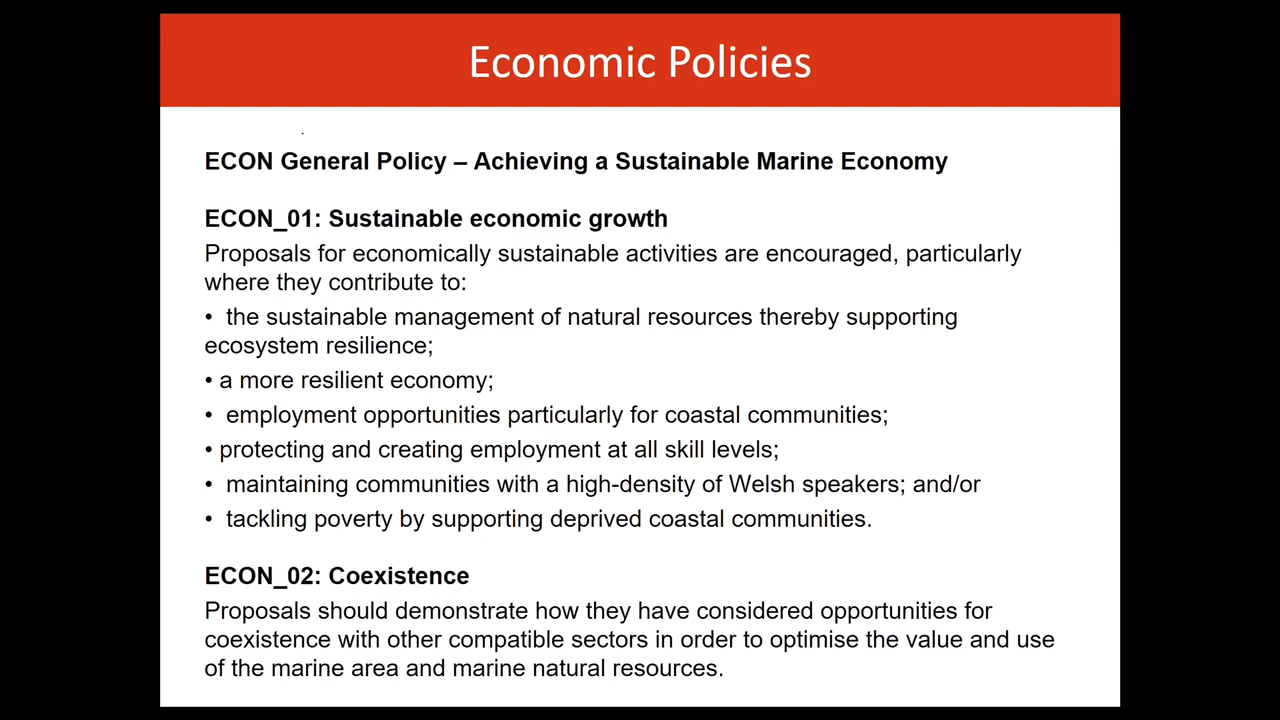 Economic Policies
ECON General Policy – Achieving a Sustainable Marine Economy
ECON_01: Sustainable economic growth
Proposals for economically sustainable activities are encouraged, particularly
where they contribute to:
• the sustainable management of natural resources thereby supporting
ecosystem resilience;
• a more resilient economy;
• employment opportunities particularly for coastal communities;
• protecting and creating employment at all skill levels;
• maintaining communities with a high-density of Welsh speakers; and/or
• tackling poverty by supporting deprived coastal communities.
ECON_02: Coexistence
Proposals should demonstrate how they have considered opportunities for
coexistence with other compatible sectors in order to optimise the value and use
of the marine area and marine natural resources.